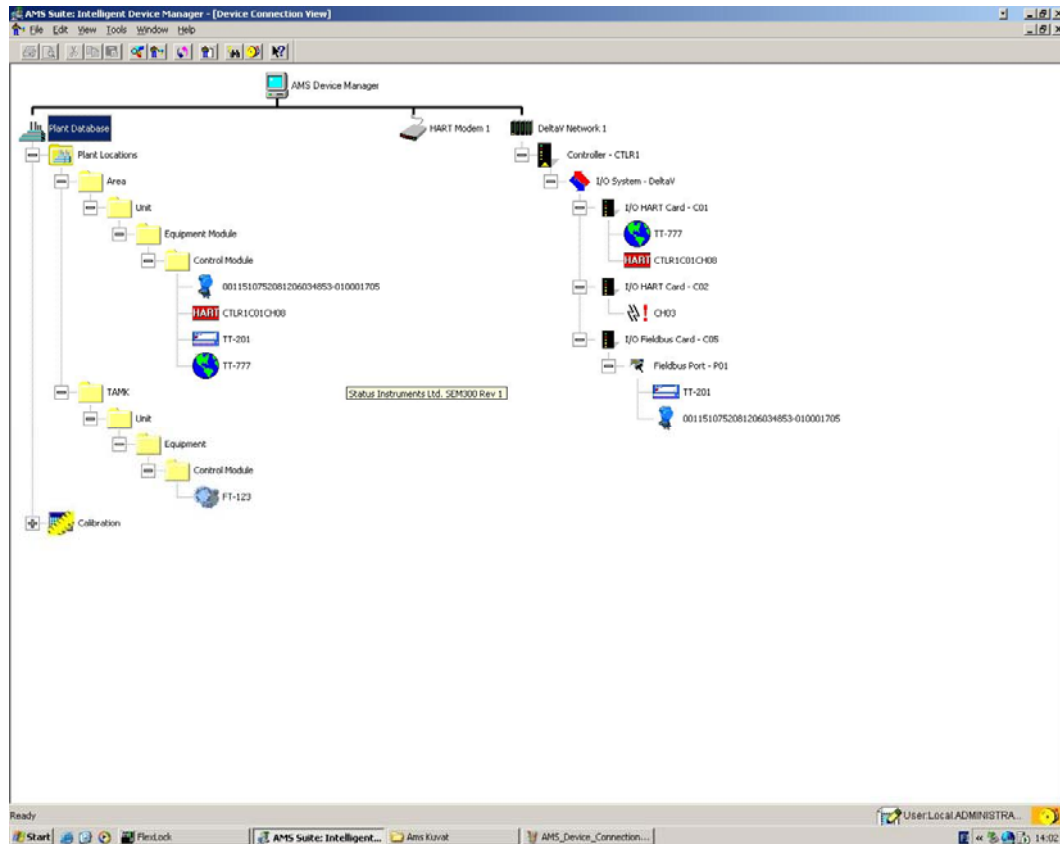 AMS Suite: Intelligent Device Manager - [Device Connection View]
File Edit View Tools Window Help
AMS Device Manager
Plant Database
HART Modem 1
DeltaV Network 1
Plant Locations
Controller - CTLR1
Area
I/O System - DeltaV
Unit
I/O HART Card - C01
Equipment Module
TT-777
Control Module
HART CTLR1C01CH08
0011510752081206034853-010001705
I/O HART Card - C02
HART CTLR1C01CH08
CH03
TT-201
I/O Fieldbus Card - C05
TT-777
Fieldbus Port - P01
TAMK
Status Instruments Ltd. SEM300 Rev 1
TT-201
Unit
0011510752081206034853-010001705
Equipment
Control Module
FT-123
Calibration
Ready
User:Local.ADMINISTRA...
Start
FlexLock
AMS Suite: Intelligent...
Ams Kuvat
AMS_Device_Connection...
14:02